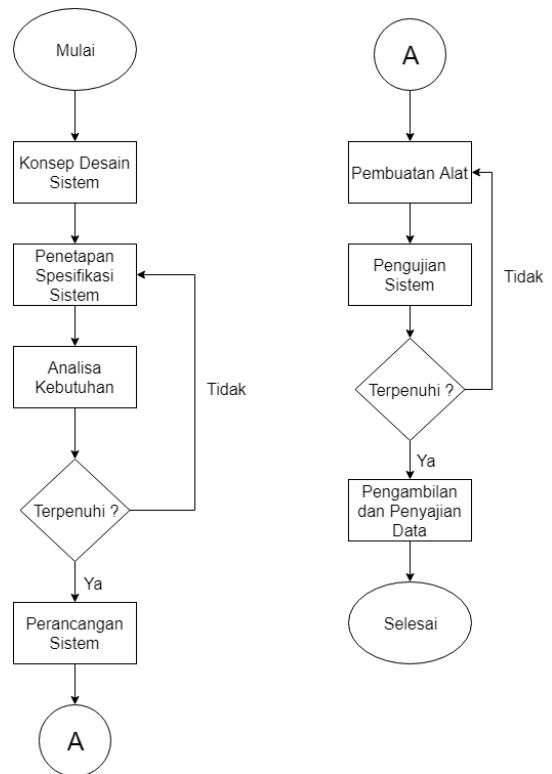 Mulai
Konsep Desain
Sistem
Penetapan
Spesifikasi
Sistem
Analisa
Kebutuhan
Tidak
Terpenuhi ?
Ya
Perancangan
Sistem
A
A
Pembuatan Alat
Pengujian
Sistem
Tidak
Terpenuhi ?
Ya
Pengambilan
dan Penyajian
Data
Selesai